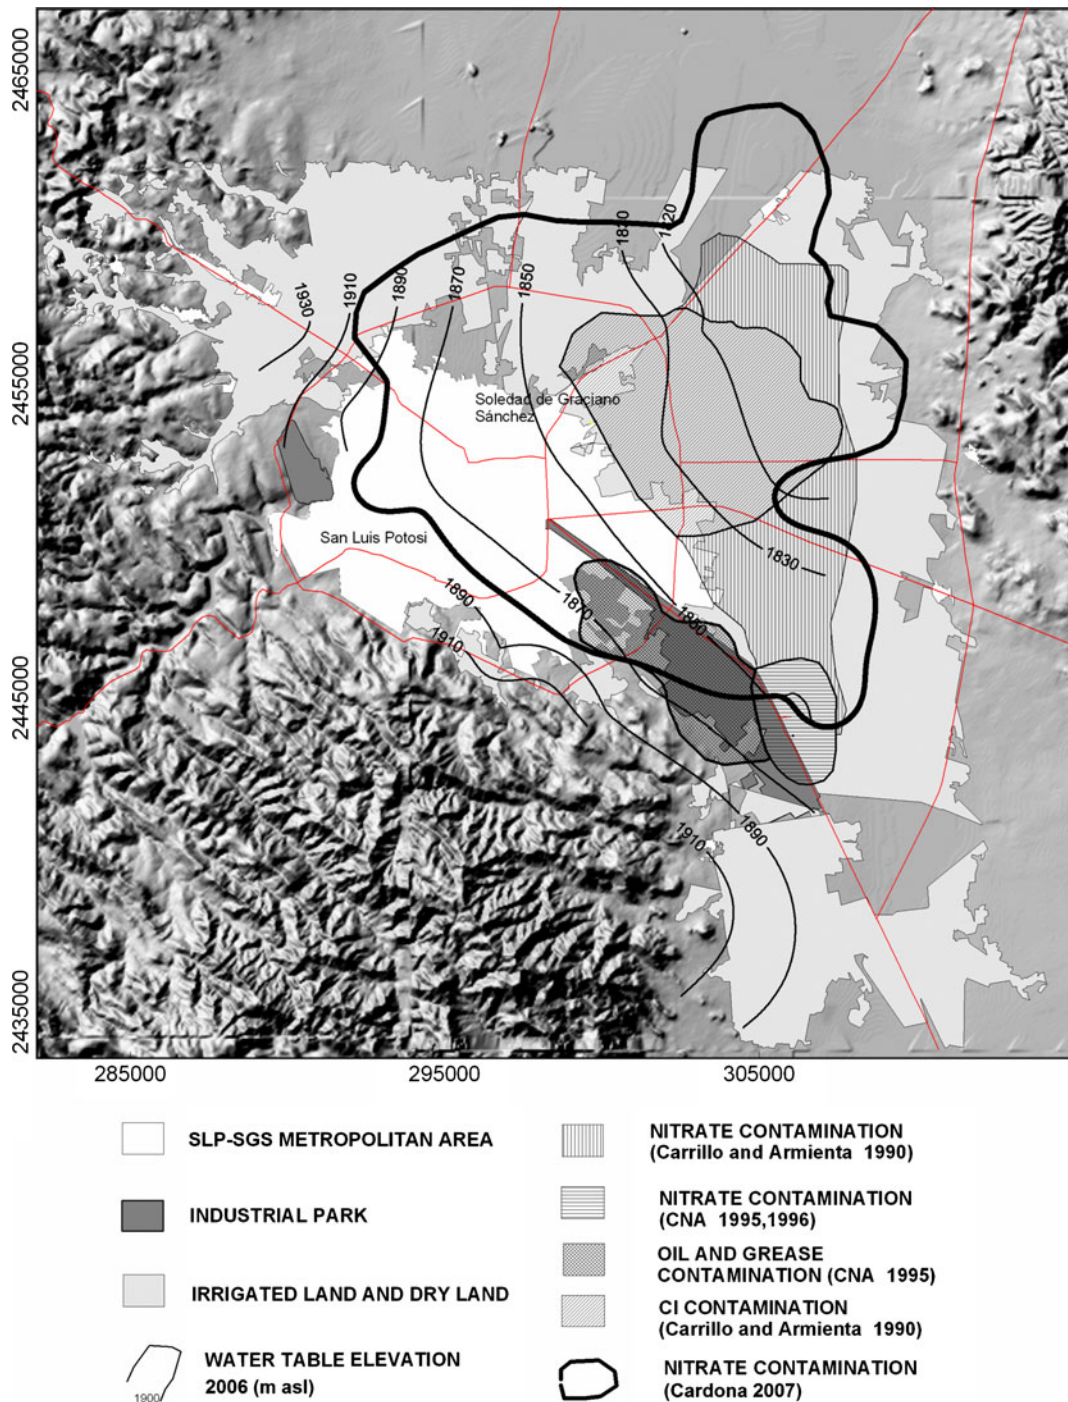 2465000
2455000
2445000
2435000
1930
1910
1890
1870
1850
1830
1820
Soledad de Graciano
Sánchez
San Luis Potosi
1830
1890
1870
1850
1910
1910
1890
285000
295000
305000
SLP-SGS METROPOLITAN AREA
INDUSTRIAL PARK
IRRIGATED LAND AND DRY LAND
WATER TABLE ELEVATION
2006 (m asl)
1900
NITRATE CONTAMINATION
(Carrillo and Armienta 1990)
NITRATE CONTAMINATION
(CNA 1995,1996)
OIL AND GREASE
CONTAMINATION (CNA 1995)
CI CONTAMINATION
(Carrillo and Armienta 1990)
NITRATE CONTAMINATION
(Cardona 2007)